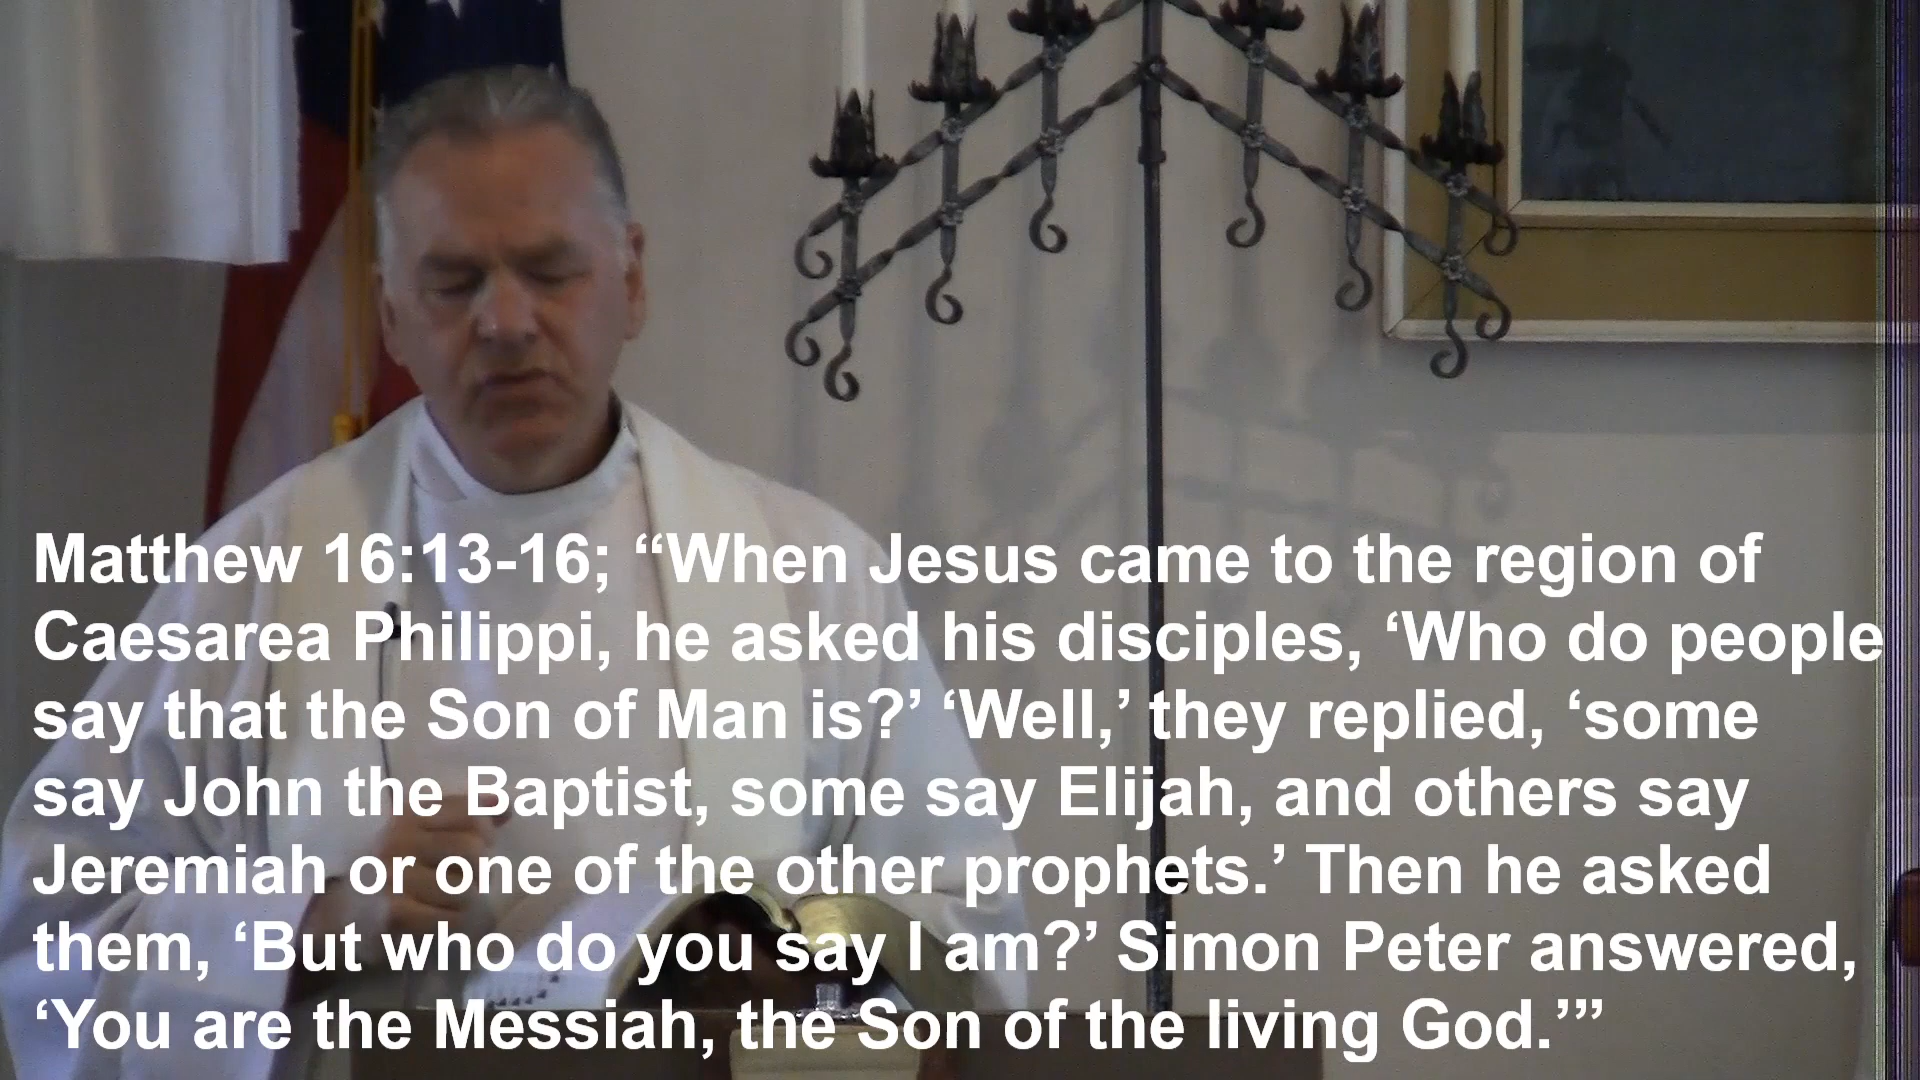 Matthew 16:13-16; “When Jesus came to the region of
Caesarea Philippi, he asked his disciples, ‘Who do people
say that the Son of Man is?’ ‘Well,’ they replied, ‘some
say John the Baptist, some say Elijah, and others say
Jeremiah or one of the other prophets.’ Then he asked
them, ‘But who do you say I am?’ Simon Peter answered,
‘You are the Messiah, the Son of the living God.’”